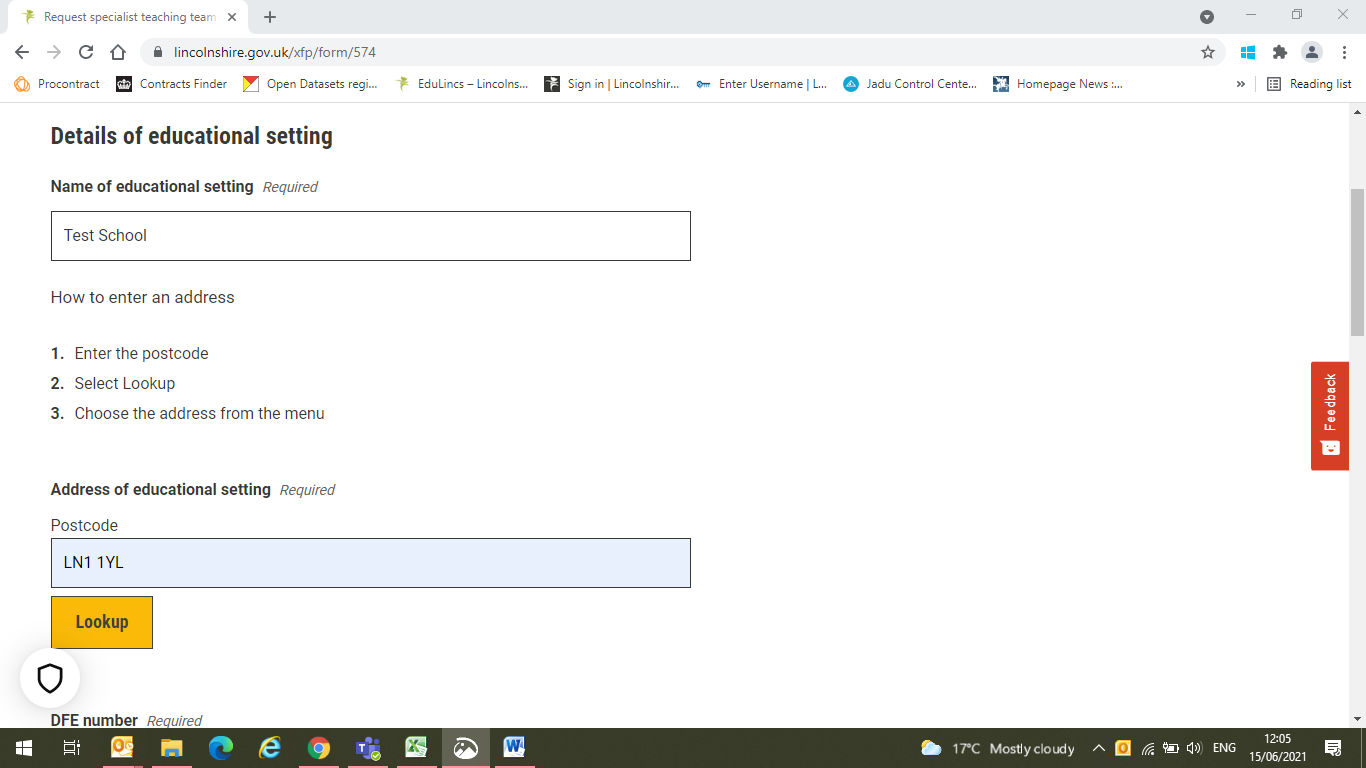 Request specialist teaching team
lincolnshire.gov.uk/xfp/form/574
Procontract Contracts Finder Open Datasets regi... EduLincs – Lincolns... Sign in | Lincolnshir... Enter Username | L... Jadu Control Cente... Homepage News :... » Reading list
Details of educational setting
Name of educational setting Required
Test School
How to enter an address
1. Enter the postcode
2. Select Lookup
3. Choose the address from the menu
Feedback
Address of educational setting Required
Postcode
LN1 1YL
Lookup
DFE number Required
17°C Mostly cloudy ENG 12:05
15/06/2021